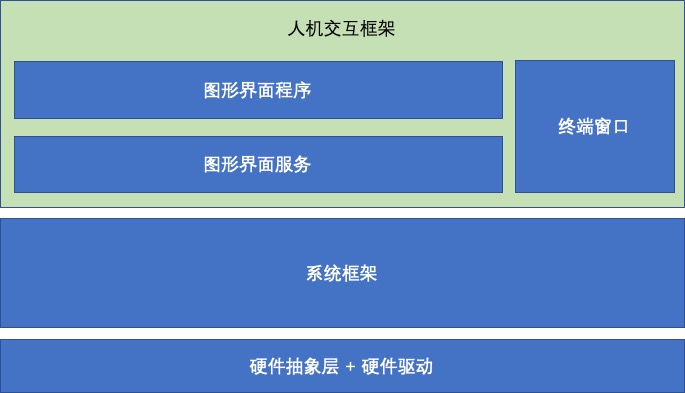 人机交互框架
图形界面程序
终端窗口
图形界面服务
系统框架
硬件抽象层 + 硬件驱动